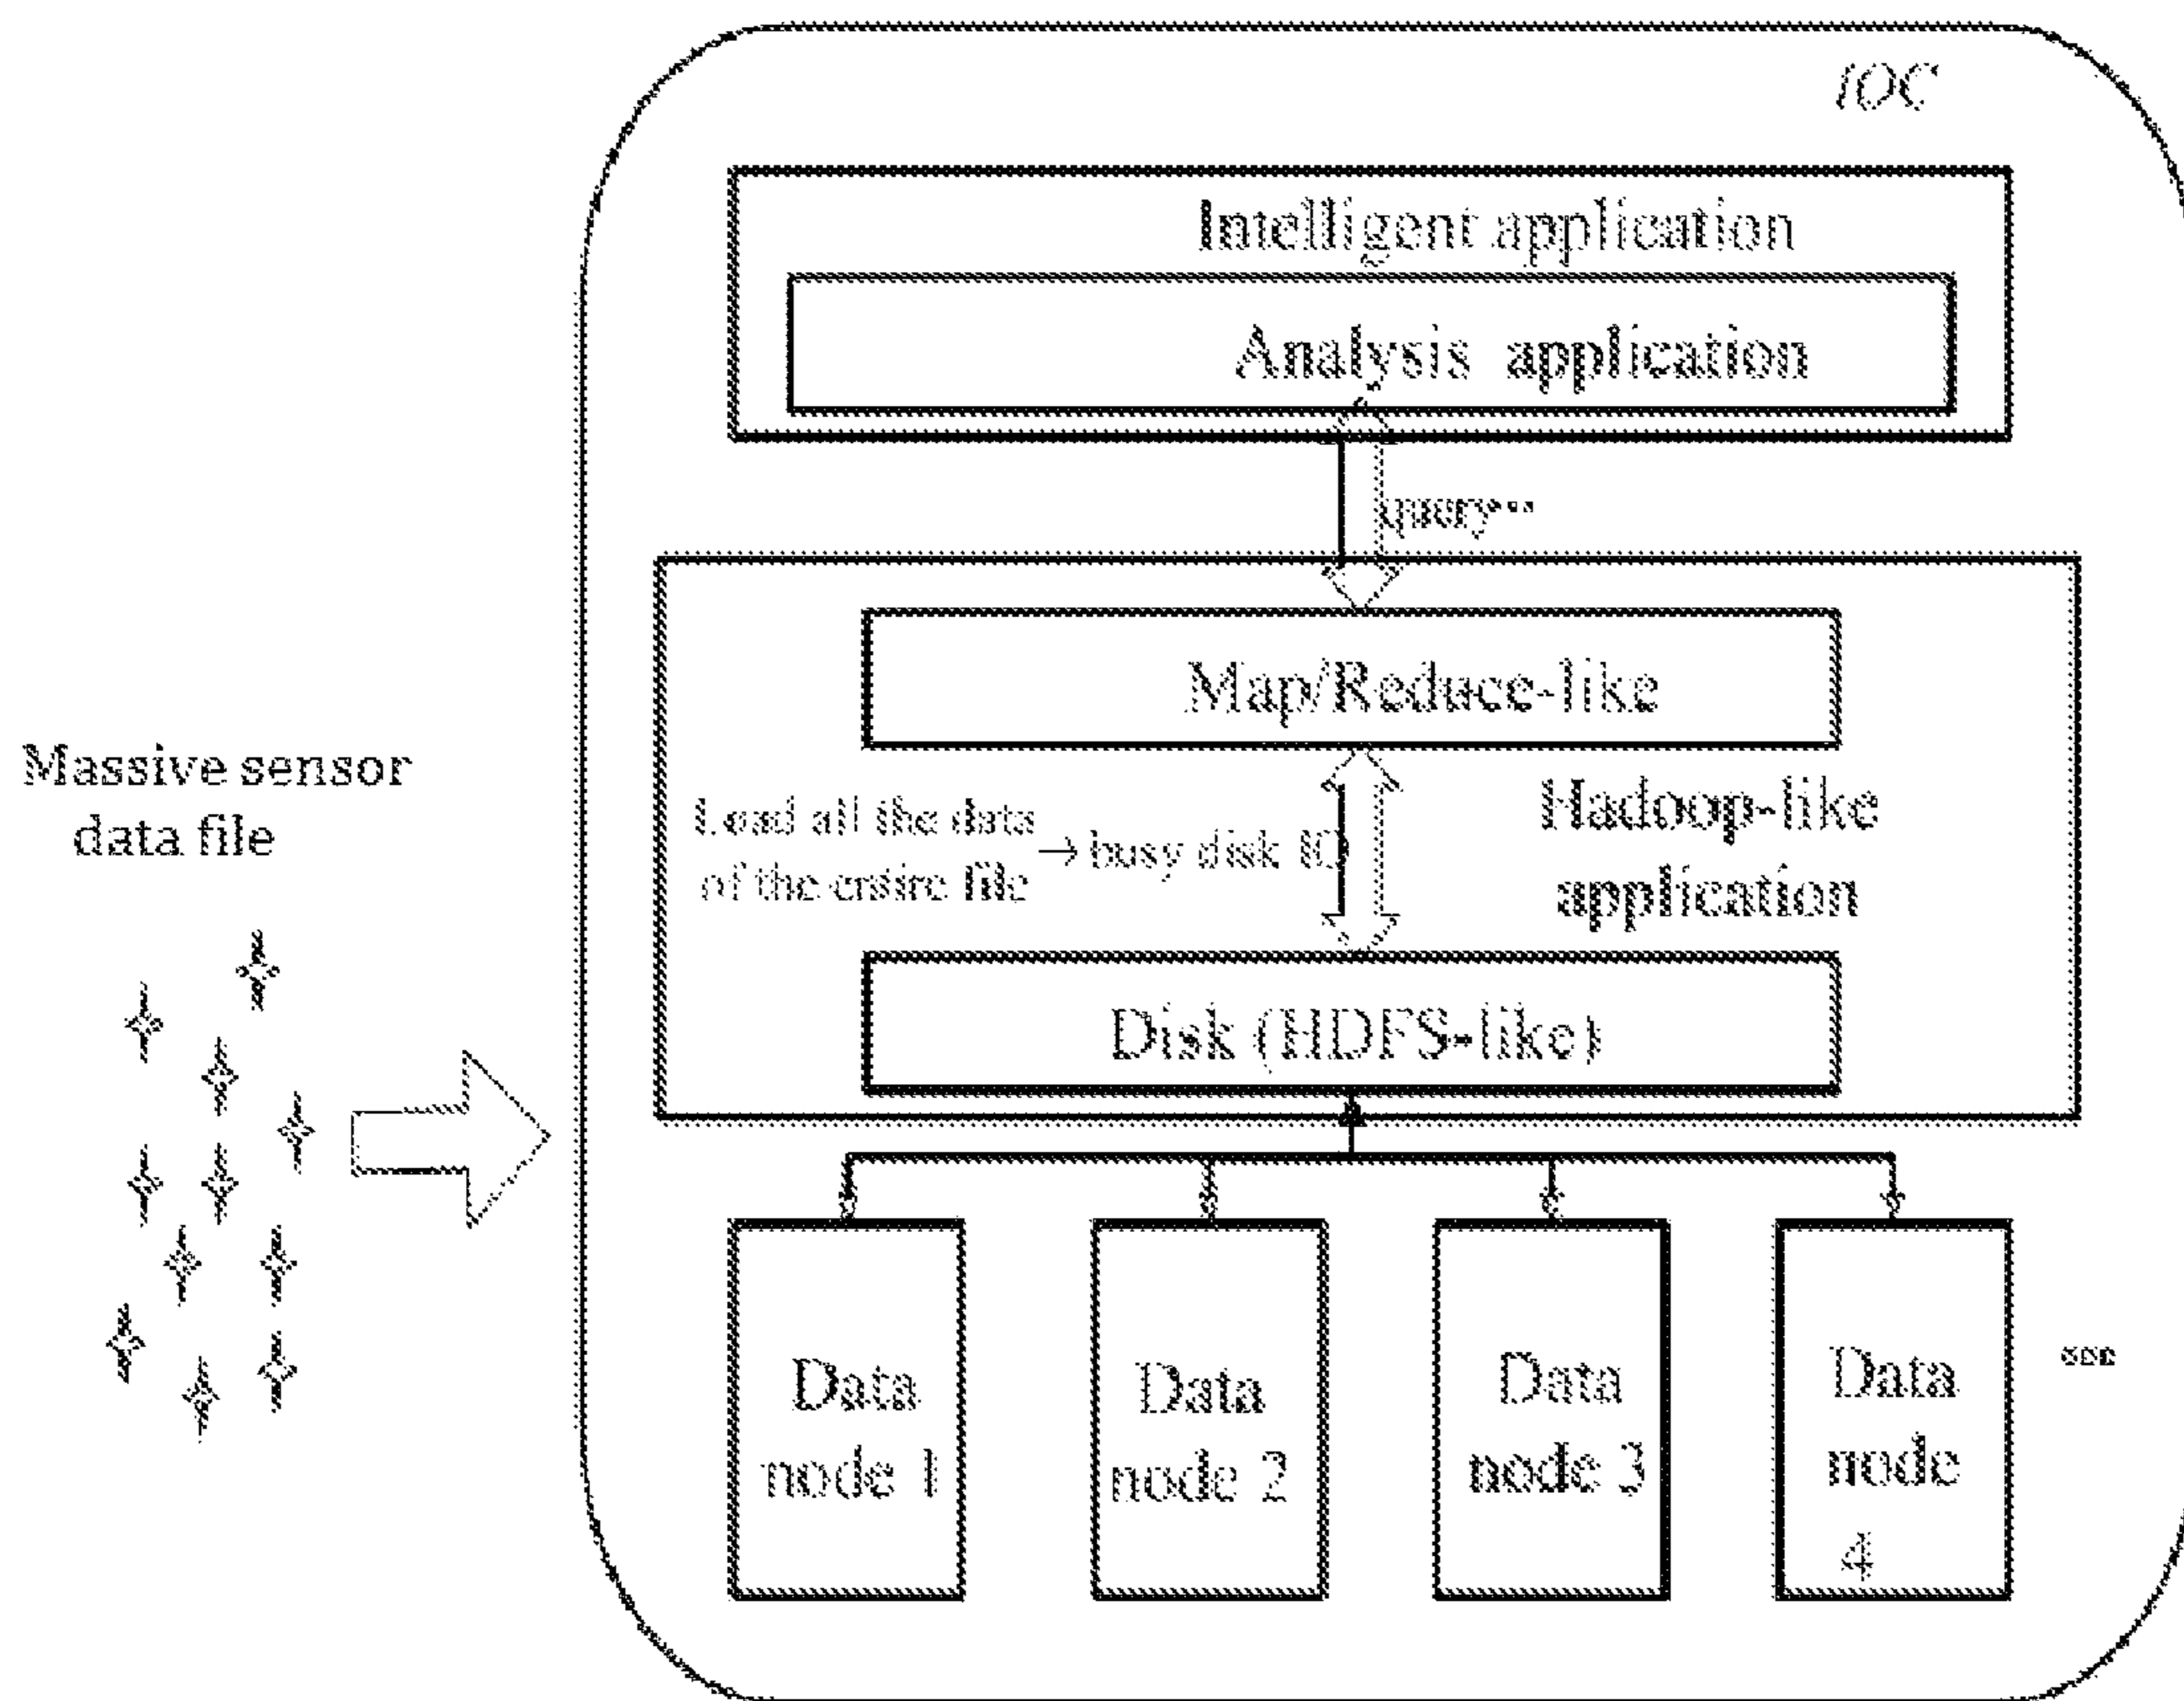 IOC
Intelligent application
Analysis application
query...
Map/Reduce-like
Massive sensor
data file
Load all the data
of the entire file
→ busy disk IO
Hadoop-like
application
Disk (HDFS-like)
Data
node 1
Data
node 2
Data
node 3
Data
node
4
...